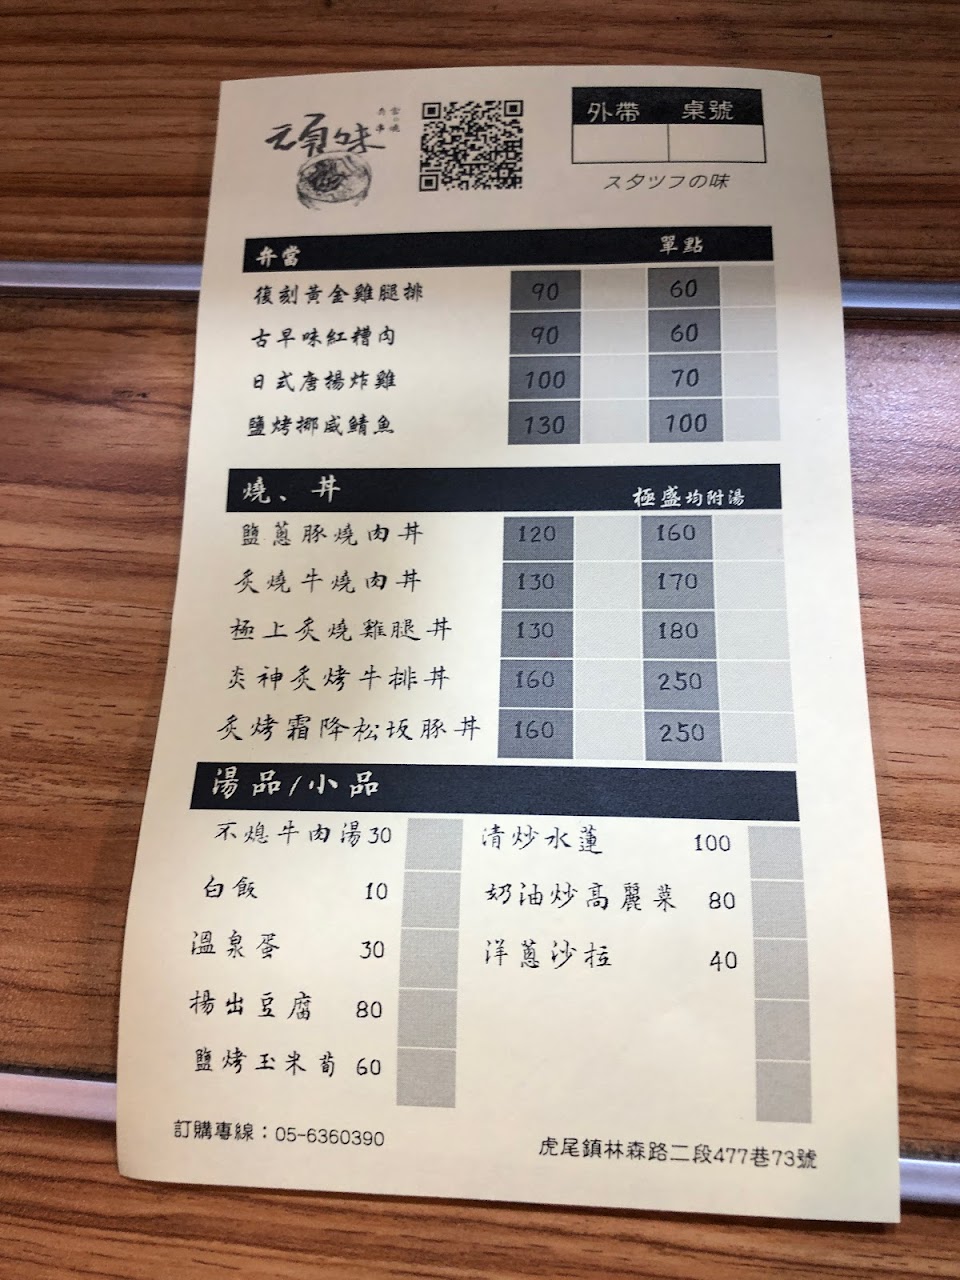 頑味
弁當の串燒
外帶 桌號
スタッフの味
弁當 單點
復刻黃金雞腿排 90 60
古早味紅糟肉 90 60
日式唐揚炸雞 100 70
鹽烤挪威鯖魚 130 100
燒、丼 極盛均附湯
鹽蔥豚燒肉丼 120 160
炙燒牛燒肉丼 130 170
極上炙燒雞腿丼 130 180
炎神炙烤牛排丼 160 250
炙烤霜降松坂豚丼 160 250
湯品/小品
不熄牛肉湯30 清炒水蓮 100
白飯 10 奶油炒高麗菜 80
溫泉蛋 30 洋蔥沙拉 40
揚出豆腐 80
鹽烤玉米筍 60
訂購專線：05-6360390 虎尾鎮林森路二段477巷73號